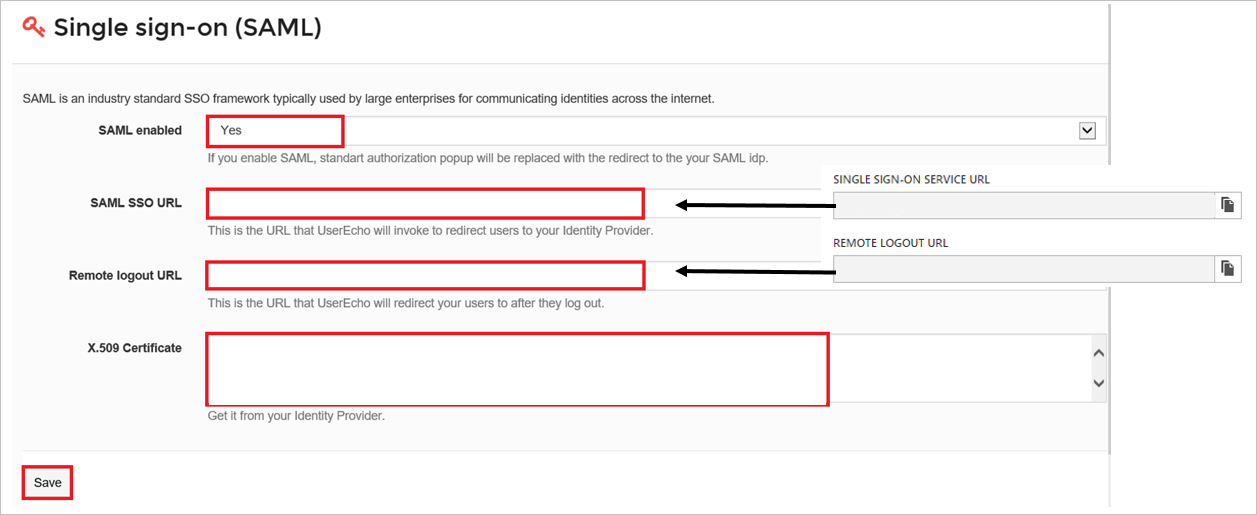 Single sign-on (SAML)
SAML is an industry standard SSO framework typically used by large enterprises for communicating identities across the internet.
SAML enabled
Yes
If you enable SAML, standart authorization popup will be replaced with the redirect to the your SAML idp.
SINGLE SIGN-ON SERVICE URL
SAML SSO URL
This is the URL that UserEcho will invoke to redirect users to your Identity Provider.
REMOTE LOGOUT URL
Remote logout URL
This is the URL that UserEcho will redirect your users to after they log out.
X.509 Certificate
Get it from your Identity Provider.
Save